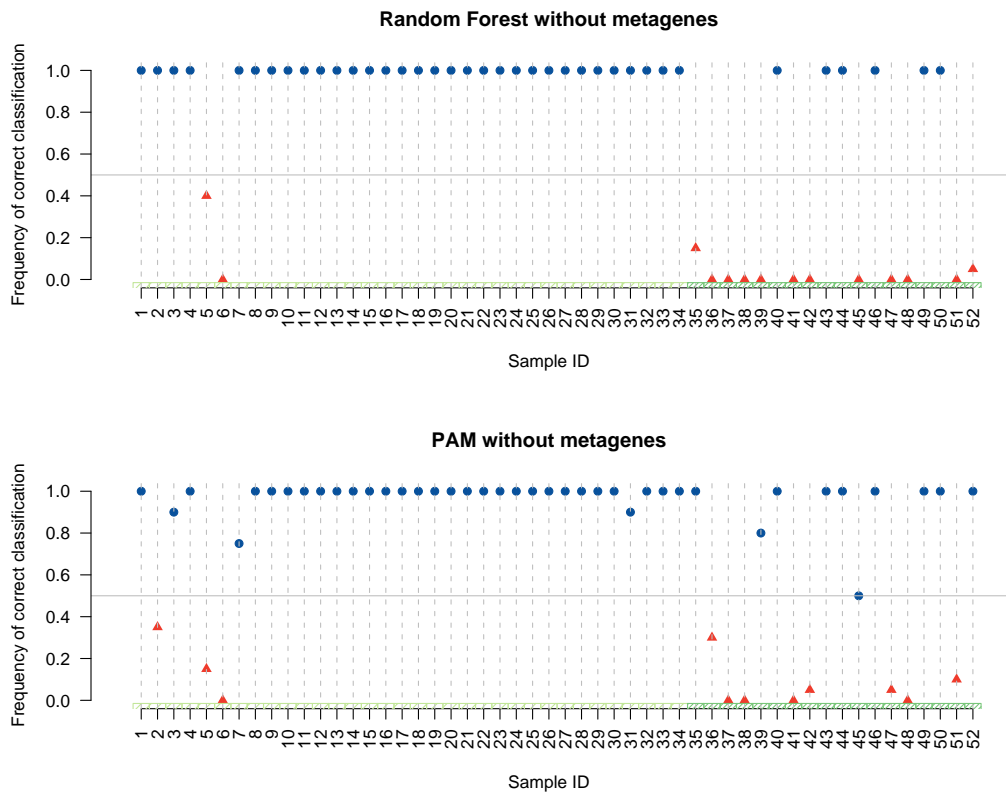 Random Forest without metagenes
Frequency of correct classification
1.0
0.8
0.6
0.4
0.2
0.0
1 2 3 4 5 6 7 8 9 10 11 12 13 14 15 16 17 18 19 20 21 22 23 24 25 26 27 28 29 30 31 32 33 34 35 36 37 38 39 40 41 42 43 44 45 46 47 48 49 50 51 52
Sample ID
PAM without metagenes
Frequency of correct classification
1.0
0.8
0.6
0.4
0.2
0.0
1 2 3 4 5 6 7 8 9 10 11 12 13 14 15 16 17 18 19 20 21 22 23 24 25 26 27 28 29 30 31 32 33 34 35 36 37 38 39 40 41 42 43 44 45 46 47 48 49 50 51 52
Sample ID